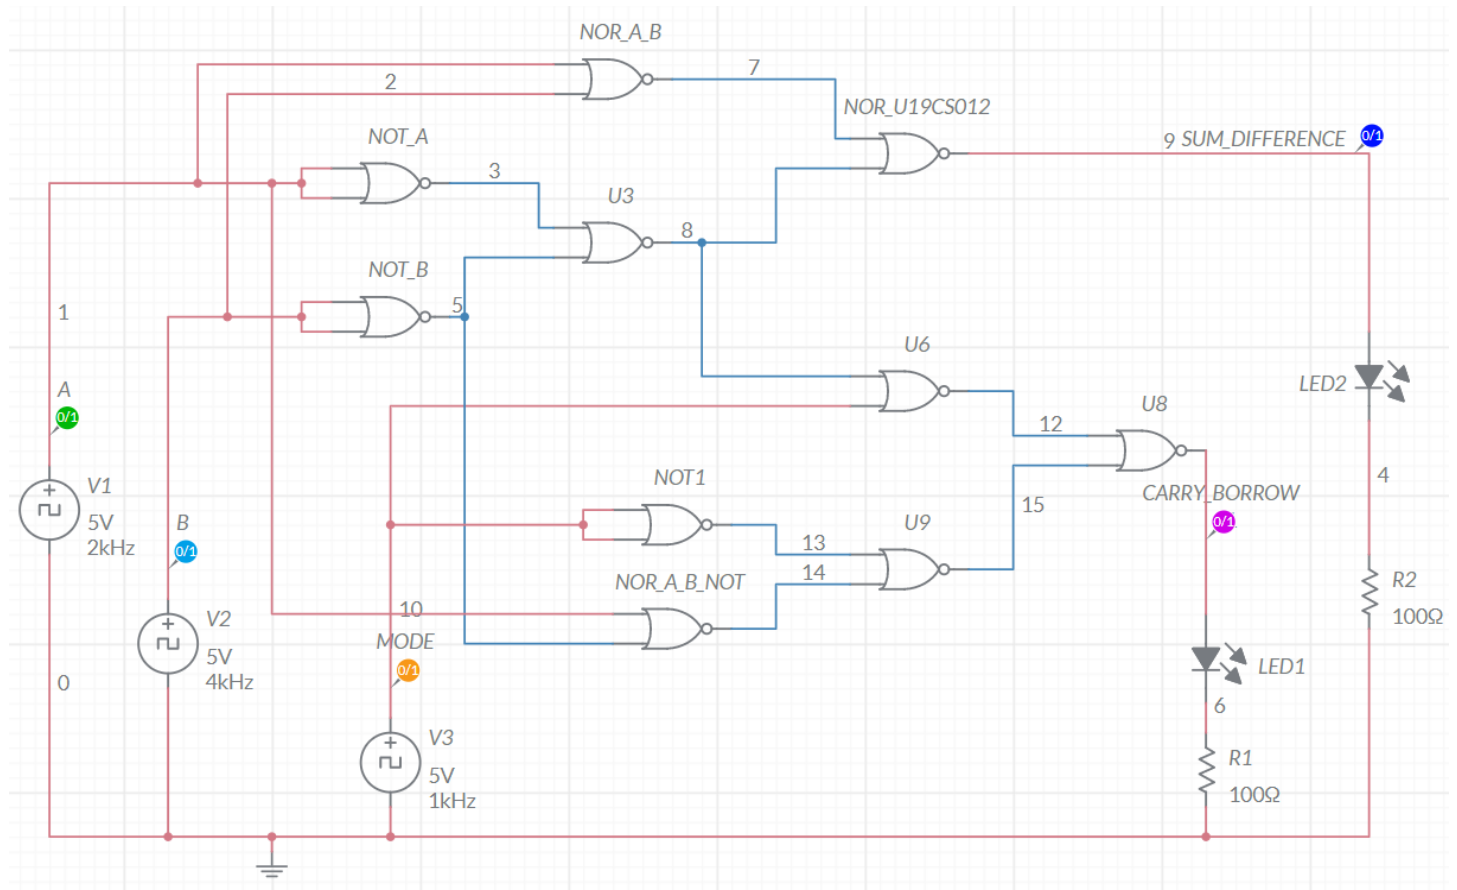 NOR_A_B
2
7
NOR_U19CS012
NOT_A
3
9 SUM_DIFFERENCE
0/1
U3
8
NOT_B
5
1
U6
A
0/1
LED2
U8
12
V1
5V
2kHz
NOT1
4
CARRY_BORROW
15
B
0/1
U9
0/1
13
NOR_A_B_NOT
14
R2
100Ω
10
V2
5V
4kHz
MODE
0/1
LED1
0
6
V3
5V
1kHz
R1
100Ω